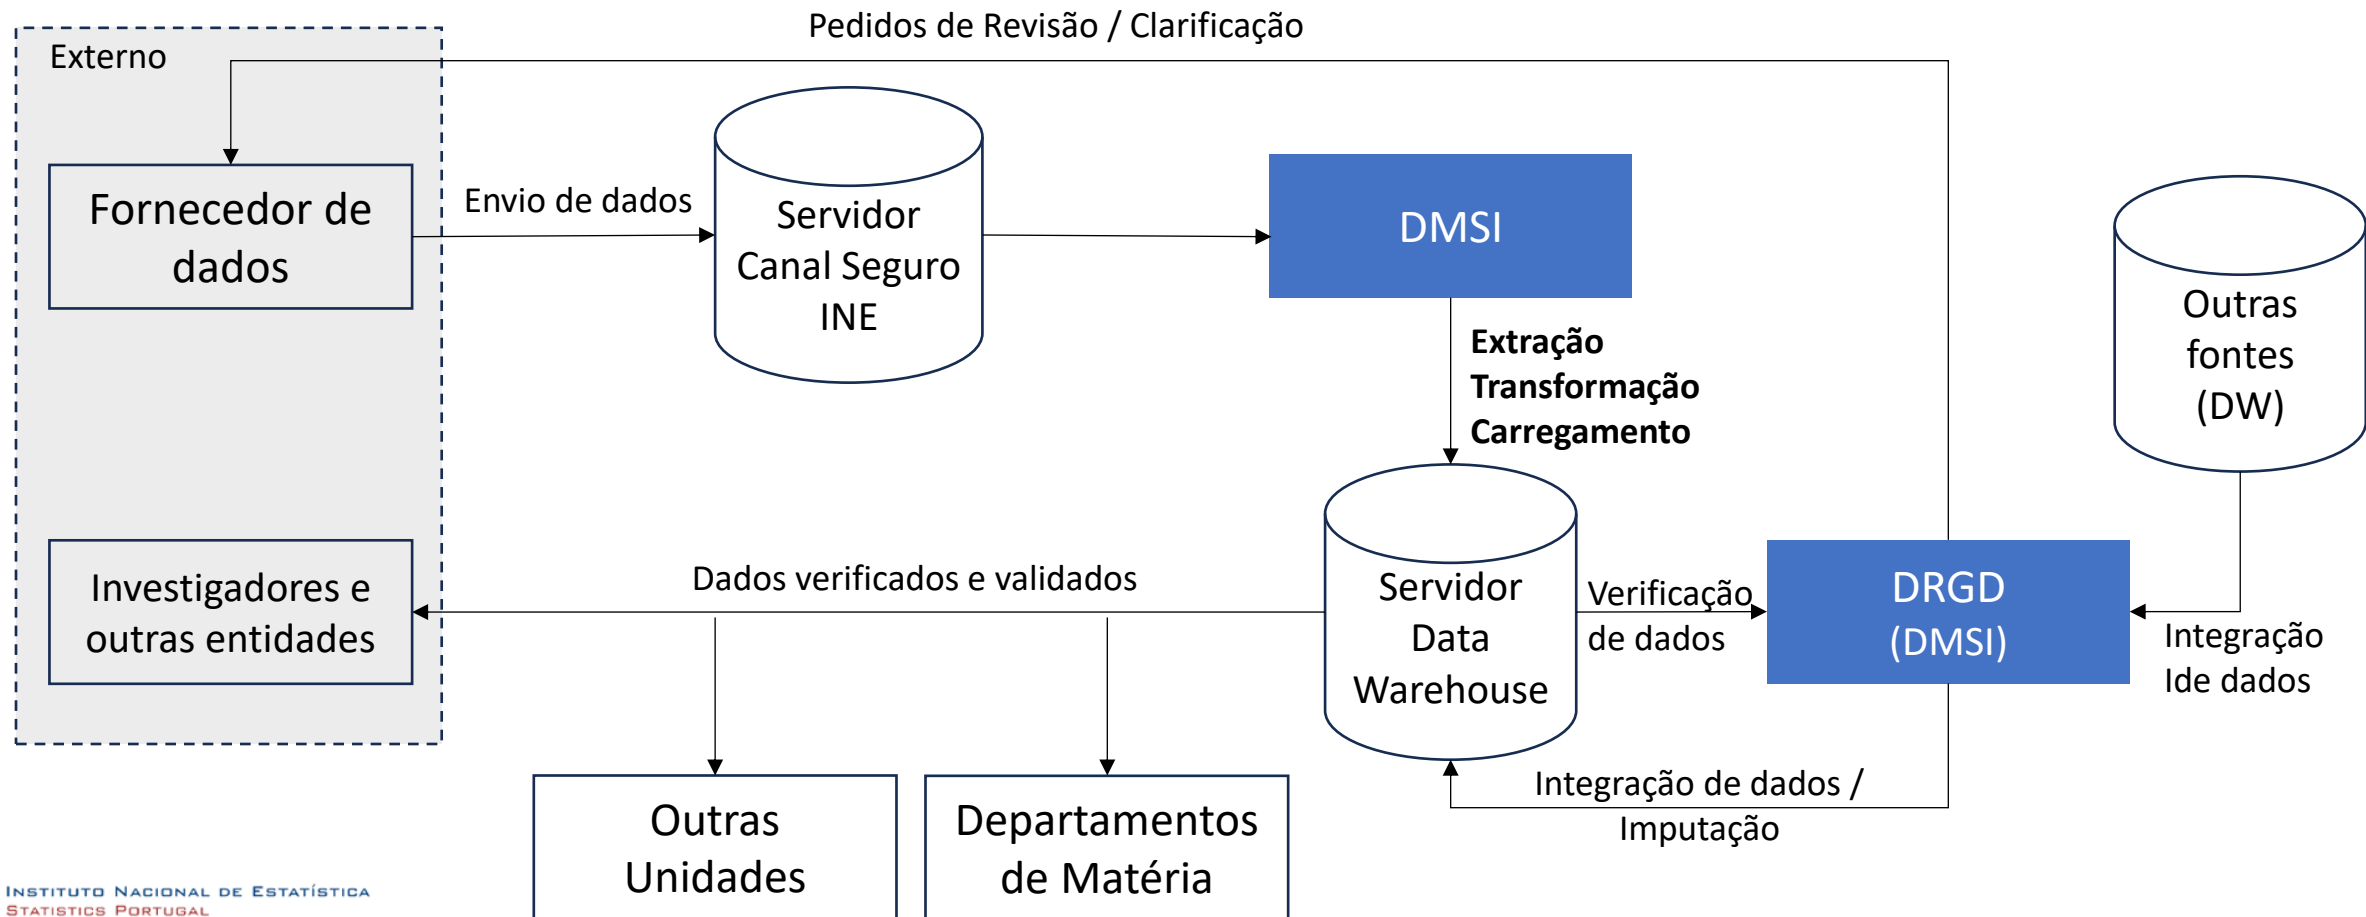 Pedidos de Revisão / Clarificação
Externo
Fornecedor de
dados
Envio de dados
Servidor
Canal Seguro
INE
DMSI
Outras
fontes
(DW)
Extração
Transformação
Carregamento
Investigadores e
outras entidades
Dados verificados e validados
Servidor
Data
Warehouse
Verificação
de dados
DRGD
(DMSI)
Integração
Ide dados
Integração de dados /
Imputação
Outras
Unidades
Departamentos
de Matéria
INSTITUTO NACIONAL DE ESTATÍSTICA
STATISTICS PORTUGAL